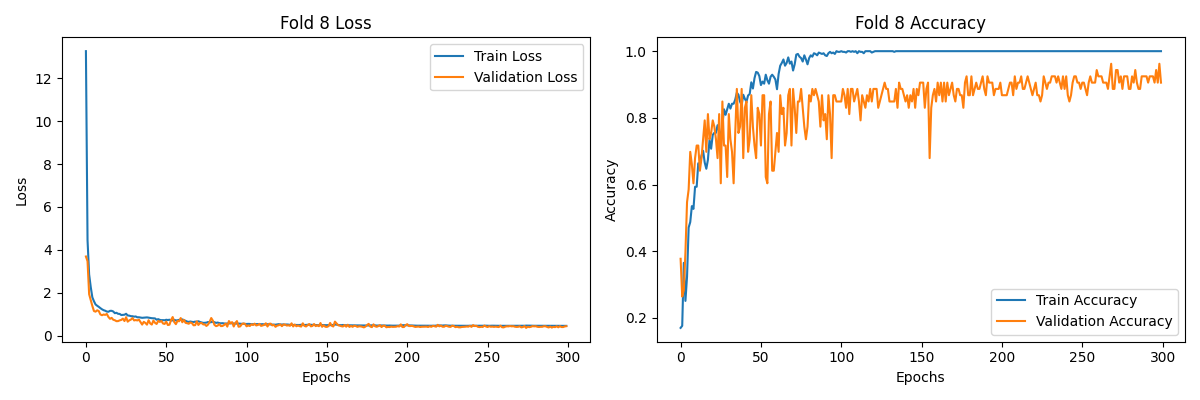 Fold 8 Loss
Train Loss
Validation Loss
Loss
12
10
8
6
4
2
0
0 50 100 150 200 250 300
Epochs
Fold 8 Accuracy
Accuracy
1.0
0.8
0.6
0.4
0.2
Train Accuracy
Validation Accuracy
0 50 100 150 200 250 300
Epochs